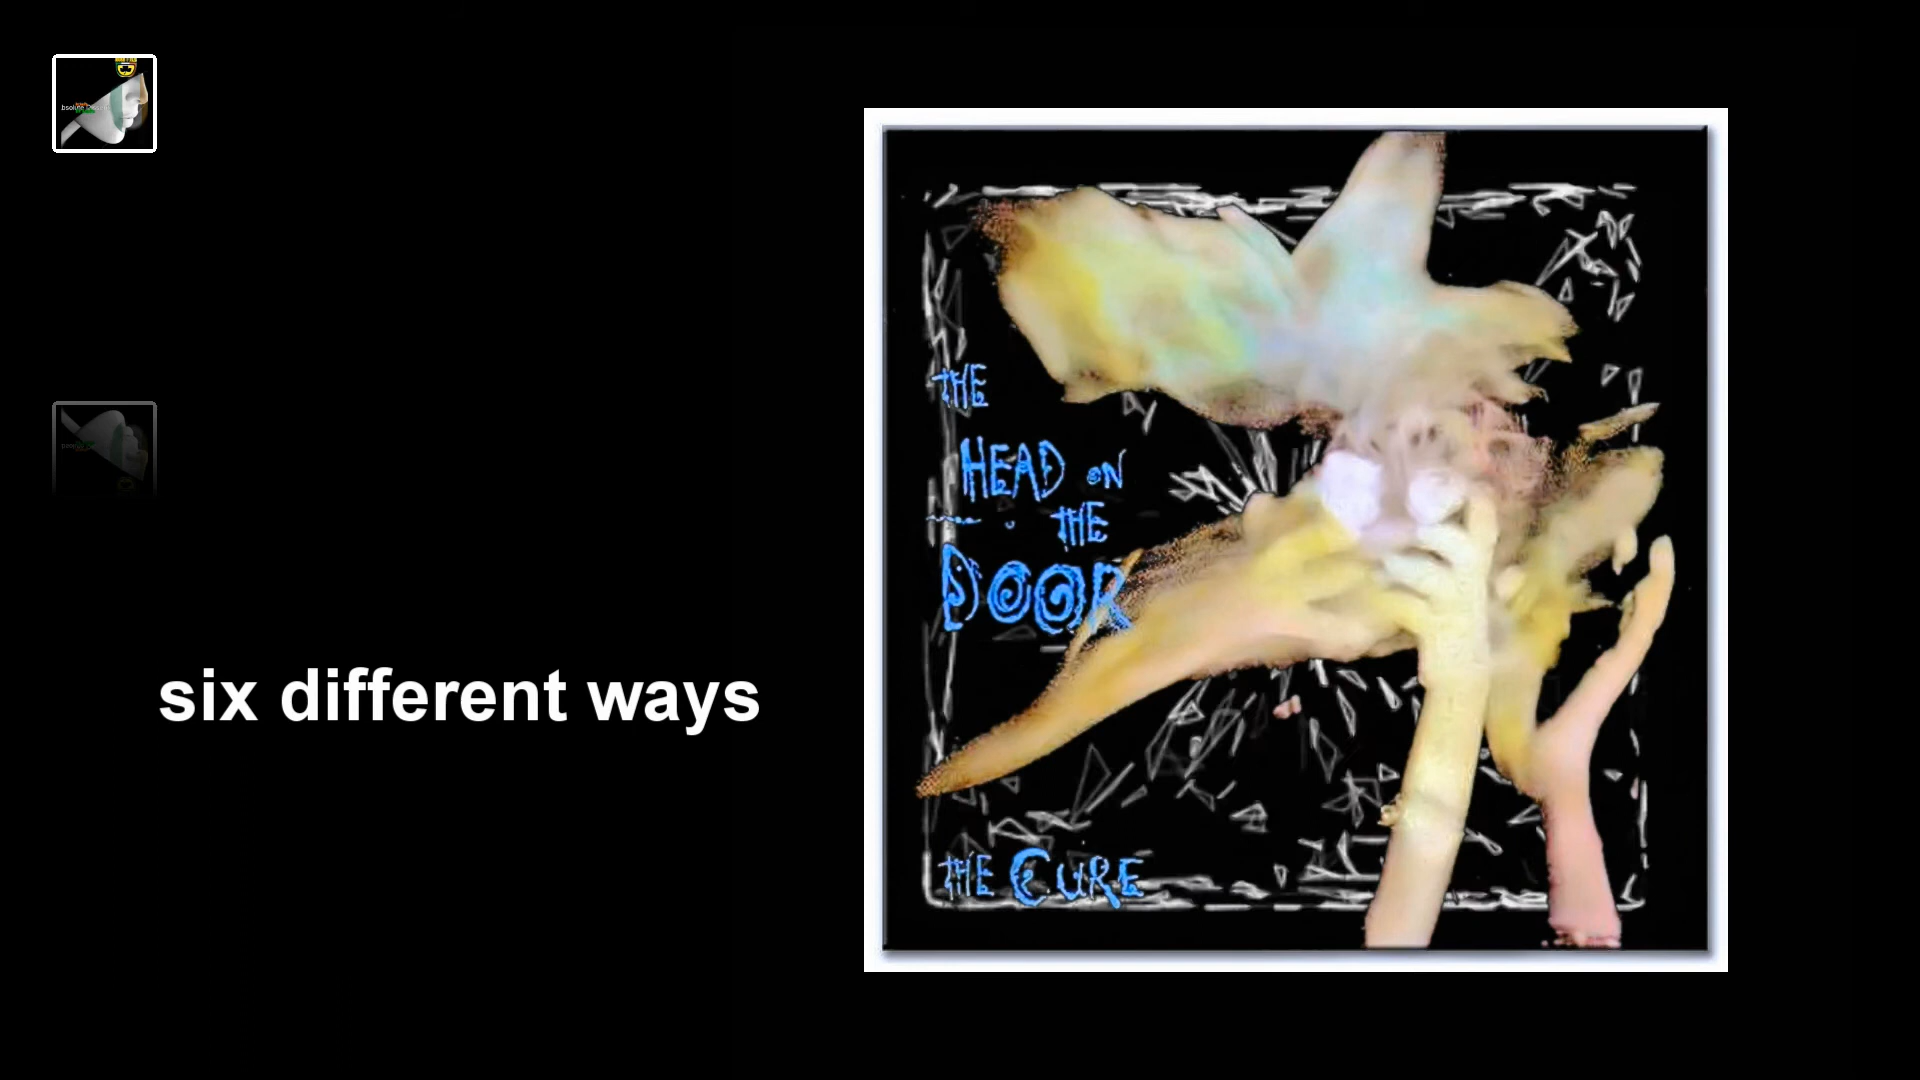 six different ways
THE
HEAD ON
THE
DOOR
THE CURE